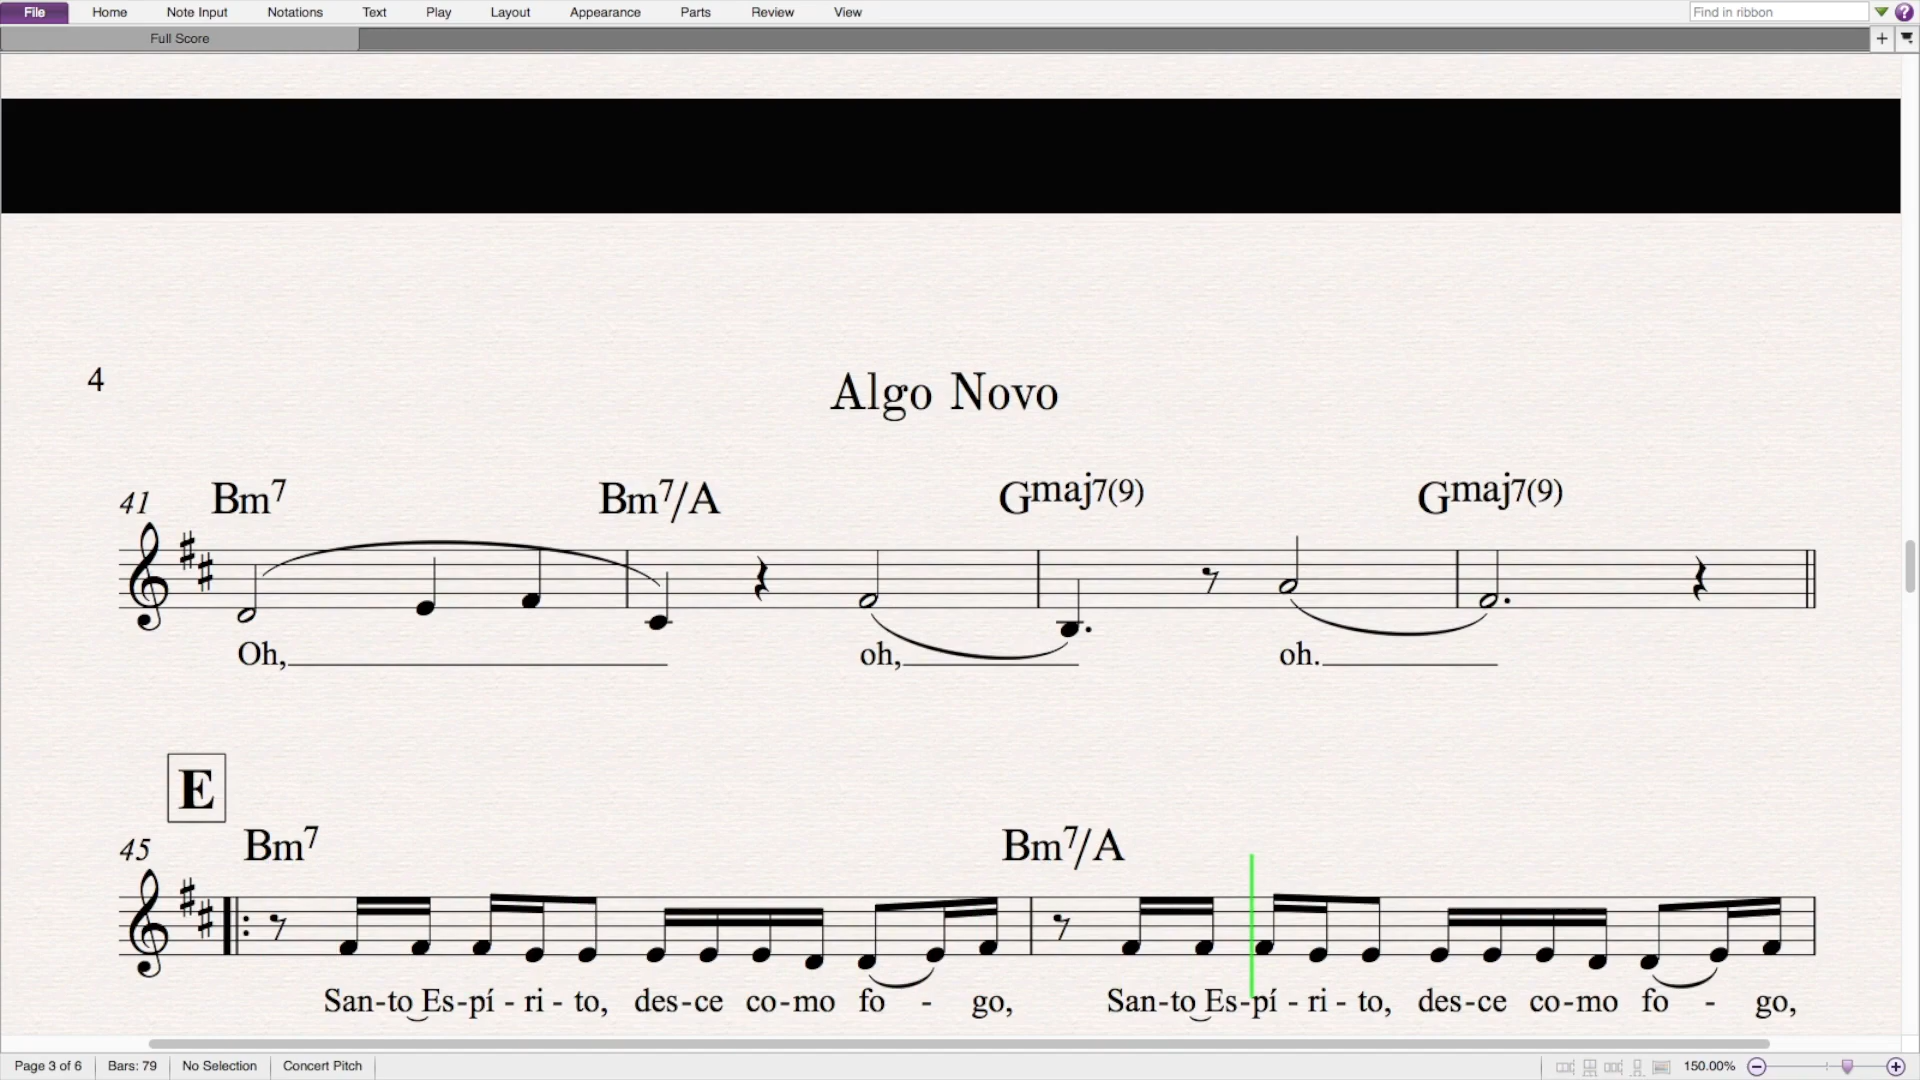 File Home Note Input Notations Text Play Layout Appearance Parts Review View Find in ribbon ?
Full Score +
4
Algo Novo
41 Bm7 Bm7/A Gmaj7(9) Gmaj7(9)
Oh, oh, oh.
E
45 Bm7 Bm7/A
San-to‿Es-pí - ri - to, des-ce co-mo fo - go, San-to‿Es-pí - ri - to, des-ce co-mo fo - go,
Page 3 of 6 Bars: 79 No Selection Concert Pitch 150.00%